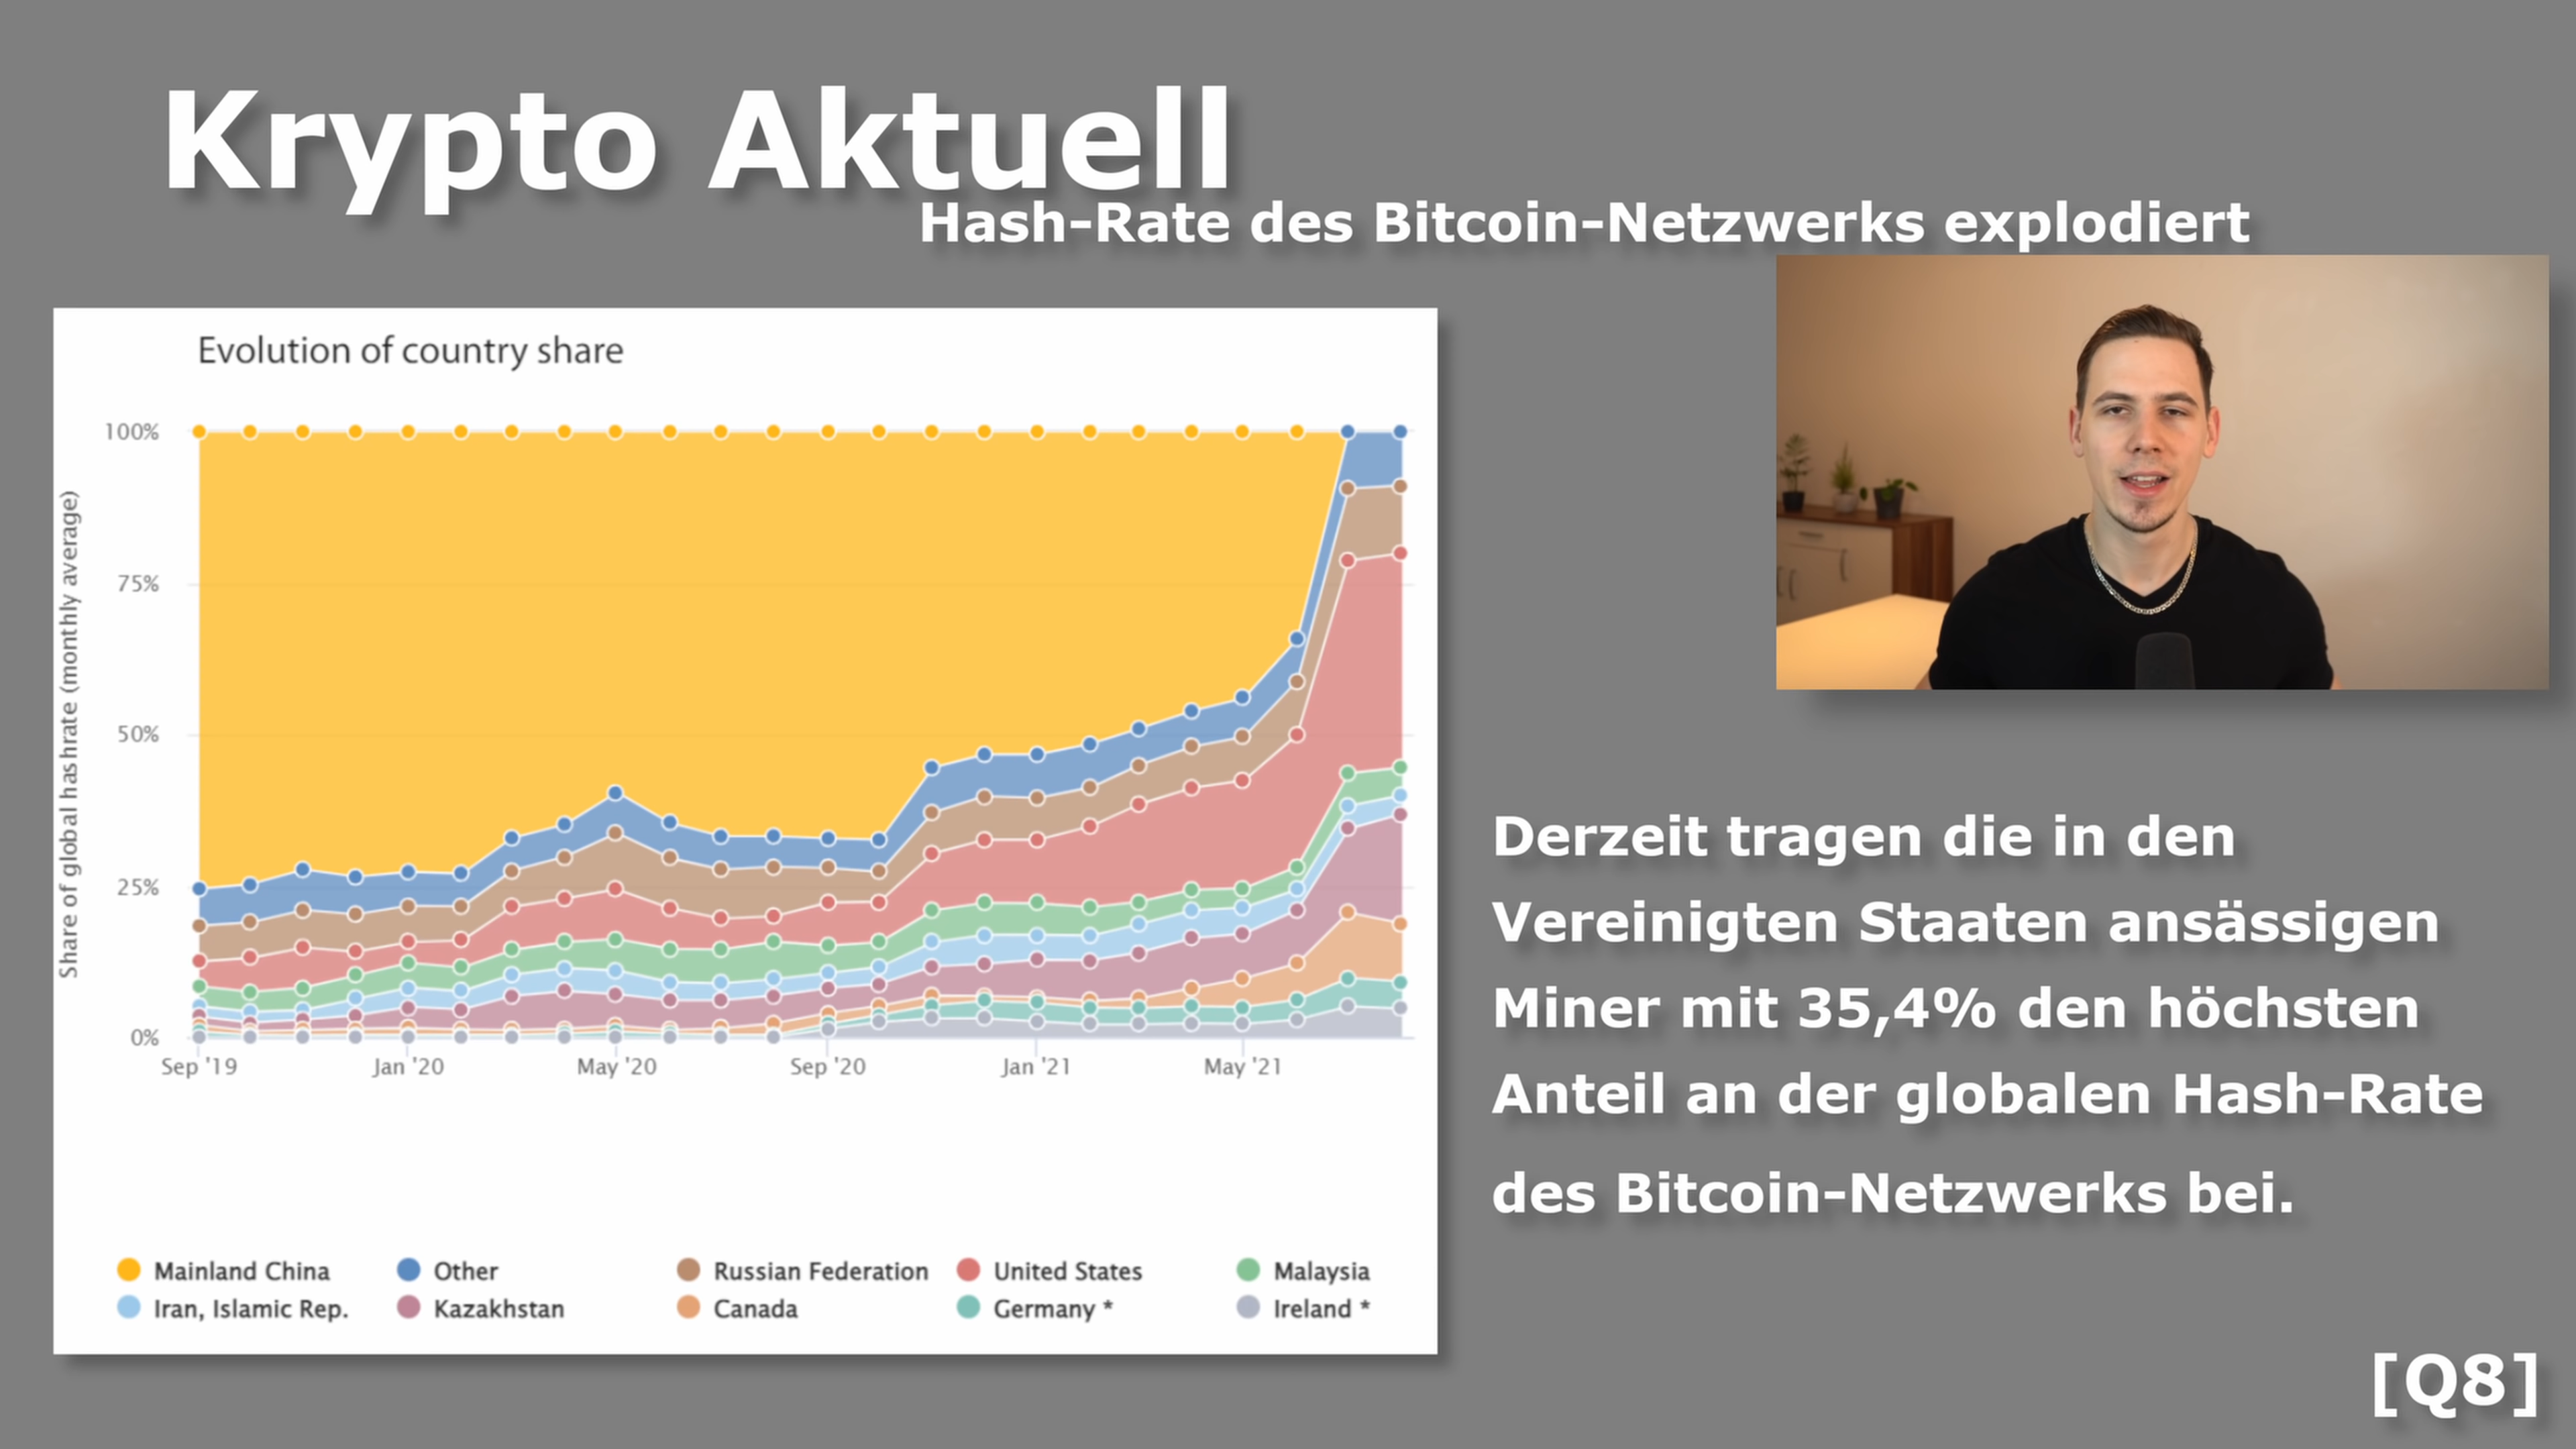 Krypto Aktuell
Hash-Rate des Bitcoin-Netzwerks explodiert
Evolution of country share
Share of global hashrate (monthly average)
100%
75%
50%
25%
0%
Sep '19 Jan '20 May '20 Sep '20 Jan '21 May '21
Mainland China Other Russian Federation United States Malaysia
Iran, Islamic Rep. Kazakhstan Canada Germany * Ireland *
Derzeit tragen die in den
Vereinigten Staaten ansässigen
Miner mit 35,4% den höchsten
Anteil an der globalen Hash-Rate
des Bitcoin-Netzwerks bei.
[Q8]